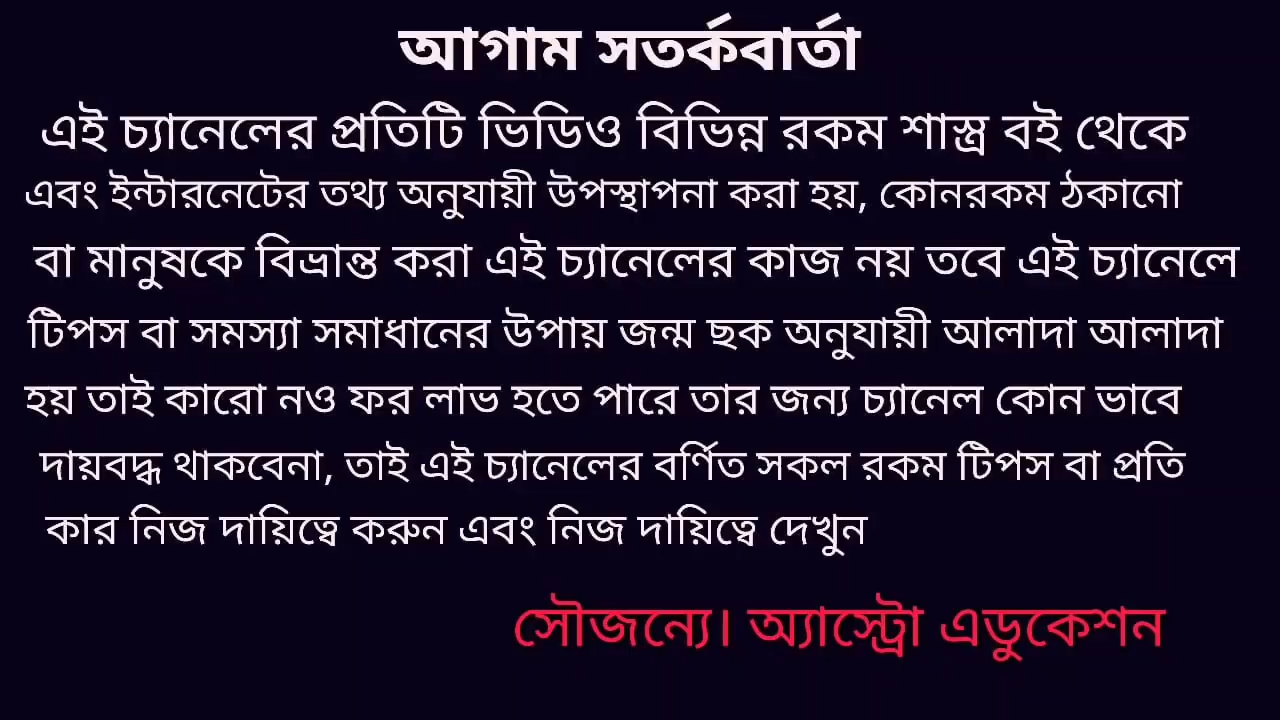 আগাম সতর্কবার্তা
এই চ্যানেলের প্রতিটি ভিডিও বিভিন্ন রকম শাস্ত্র বই থেকে
এবং ইন্টারনেটের তথ্য অনুযায়ী উপস্থাপনা করা হয়, কোনরকম ঠকানো
বা মানুষকে বিভ্রান্ত করা এই চ্যানেলের কাজ নয় তবে এই চ্যানেলে
টিপস বা সমস্যা সমাধানের উপায় জন্ম ছক অনুযায়ী আলাদা আলাদা
হয় তাই কারো নও ফর লাভ হতে পারে তার জন্য চ্যানেল কোন ভাবে
দায়বদ্ধ থাকবেনা, তাই এই চ্যানেলের বর্ণিত সকল রকম টিপস বা প্রতি
কার নিজ দায়িত্বে করুন এবং নিজ দায়িত্বে দেখুন
সৌজন্যে। অ্যাস্ট্রো এডুকেশন